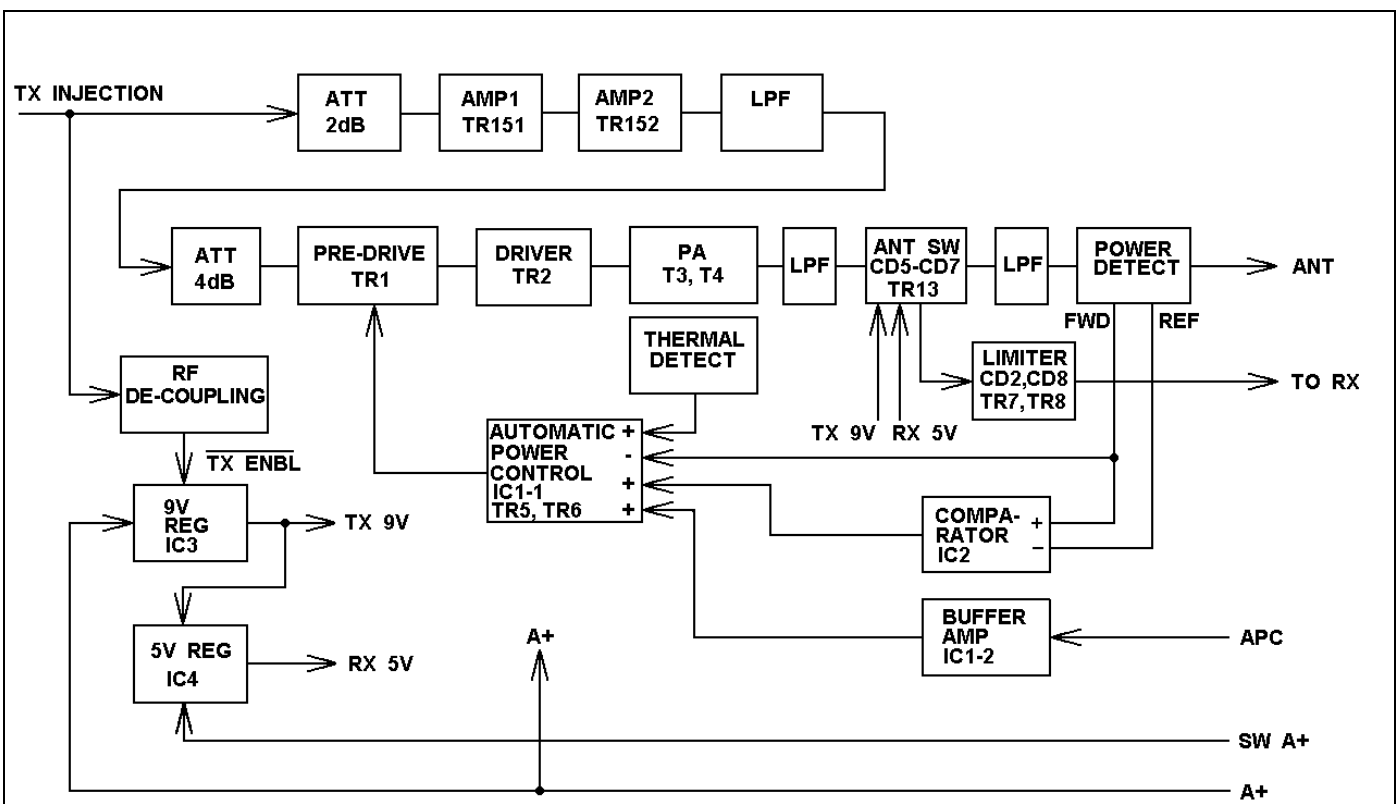 TX INJECTION
ATT
2dB
AMP1
TR151
AMP2
TR152
LPF
ATT
4dB
PRE-DRIVE
TR1
DRIVER
TR2
PA
T3, T4
LPF
ANT SW
CD5-CD7
TR13
LPF
POWER
DETECT
ANT
FWD
REF
THERMAL
DETECT
LIMITER
CD2,CD8
TR7,TR8
TO RX
TX 9V
RX 5V
RF
DE-COUPLING
TX ENBL
AUTOMATIC +
POWER -
CONTROL
IC1-1 +
TR5, TR6 +
9V
REG
IC3
TX 9V
COMPA- +
RATOR
IC2 −
5V REG
IC4
RX 5V
A+
BUFFER
AMP
IC1-2
APC
SW A+
A+